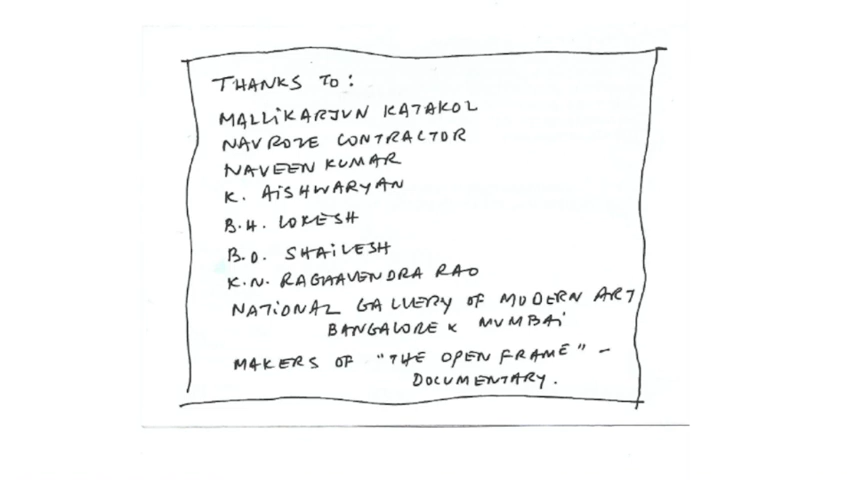 THANKS TO:
MALLIKARJUN KATAKOL
NAVROZE CONTRACTOR
NAVEEN KUMAR
K. AISHWARYAN
B.H. LOKESH
B.O. SHAILESH
K.N. RAGHAVENDRA RAO
NATIONAL GALLERY OF MODERN ART
BANGALORE & MUMBAI
MAKERS OF "THE OPEN FRAME" -
DOCUMENTARY.